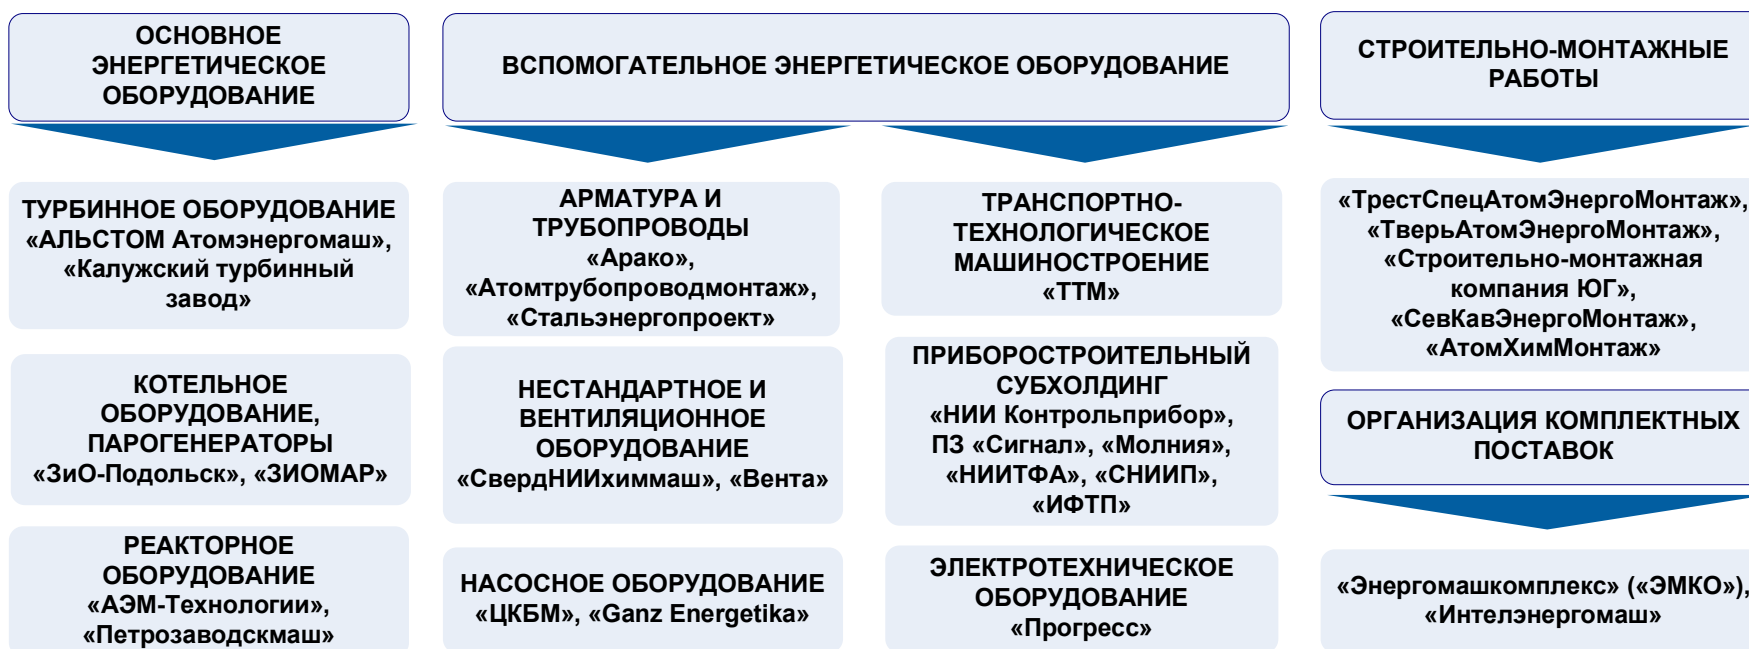 ОСНОВНОЕ
ЭНЕРГЕТИЧЕСКОЕ
ОБОРУДОВАНИЕ
ТУРБИННОЕ ОБОРУДОВАНИЕ
«АЛЬСТОМ Атомэнергомаш»,
«Калужский турбинный
завод»
КОТЕЛЬНОЕ
ОБОРУДОВАНИЕ,
ПАРОГЕНЕРАТОРЫ
«ЗиО-Подольск», «ЗИОМАР»
РЕАКТОРНОЕ
ОБОРУДОВАНИЕ
«АЭМ-Технологии»,
«Петрозаводскмаш»
ВСПОМОГАТЕЛЬНОЕ ЭНЕРГЕТИЧЕСКОЕ ОБОРУДОВАНИЕ
АРМАТУРА И
ТРУБОПРОВОДЫ
«Арако»,
«Атомтрубопроводмонтаж»,
«Стальэнергопроект»
НЕСТАНДАРТНОЕ И
ВЕНТИЛЯЦИОННОЕ
ОБОРУДОВАНИЕ
«СвердНИИхиммаш», «Вента»
НАСОСНОЕ ОБОРУДОВАНИЕ
«ЦКБМ», «Ganz Energetika»
ТРАНСПОРТНО-
ТЕХНОЛОГИЧЕСКОЕ
МАШИНОСТРОЕНИЕ
«ТТМ»
ПРИБОРОСТРОИТЕЛЬНЫЙ
СУБХОЛДИНГ
«НИИ Контрольприбор»,
ПЗ «Сигнал», «Молния»,
«НИИТФА», «СНИИП»,
«ИФТП»
ЭЛЕКТРОТЕХНИЧЕСКОЕ
ОБОРУДОВАНИЕ
«Прогресс»
СТРОИТЕЛЬНО-МОНТАЖНЫЕ
РАБОТЫ
«ТрестСпецАтомЭнергоМонтаж»,
«ТверьАтомЭнергоМонтаж»,
«Строительно-монтажная
компания ЮГ»,
«СевКавЭнергоМонтаж»,
«АтомХимМонтаж»
ОРГАНИЗАЦИЯ КОМПЛЕКТНЫХ
ПОСТАВОК
«Энергомашкомплекс» («ЭМКО»),
«Интелэнергомаш»